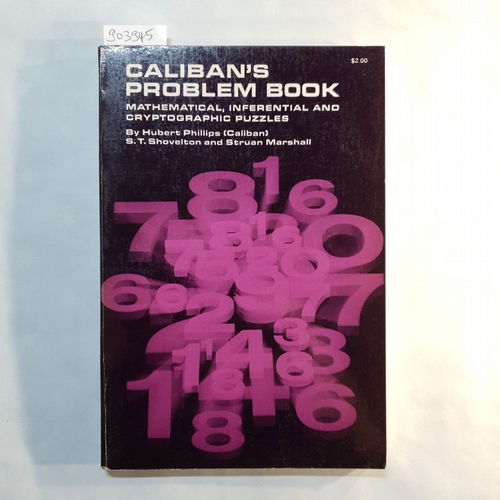 903945
$2.00
CALIBAN'S
PROBLEM BOOK
MATHEMATICAL, INFERENTIAL AND
CRYPTOGRAPHIC PUZZLES
By Hubert Phillips (Caliban)
S.T. Shovelton and Struan Marshall